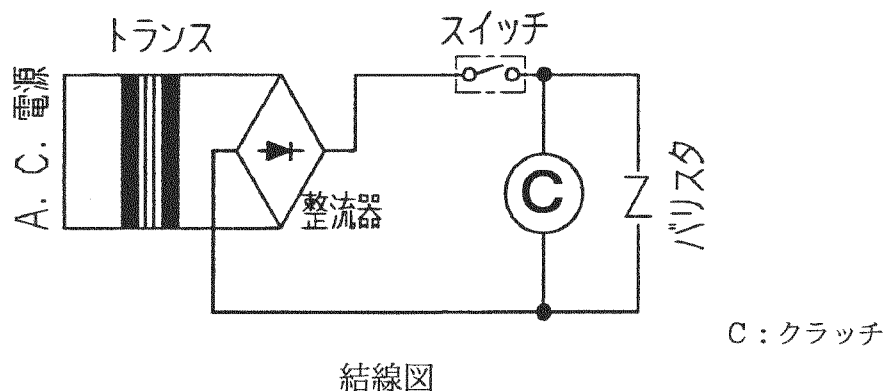 トランス
スイッチ
A. C. 電源
整流器
C
バリスタ
C：クラッチ
結線図